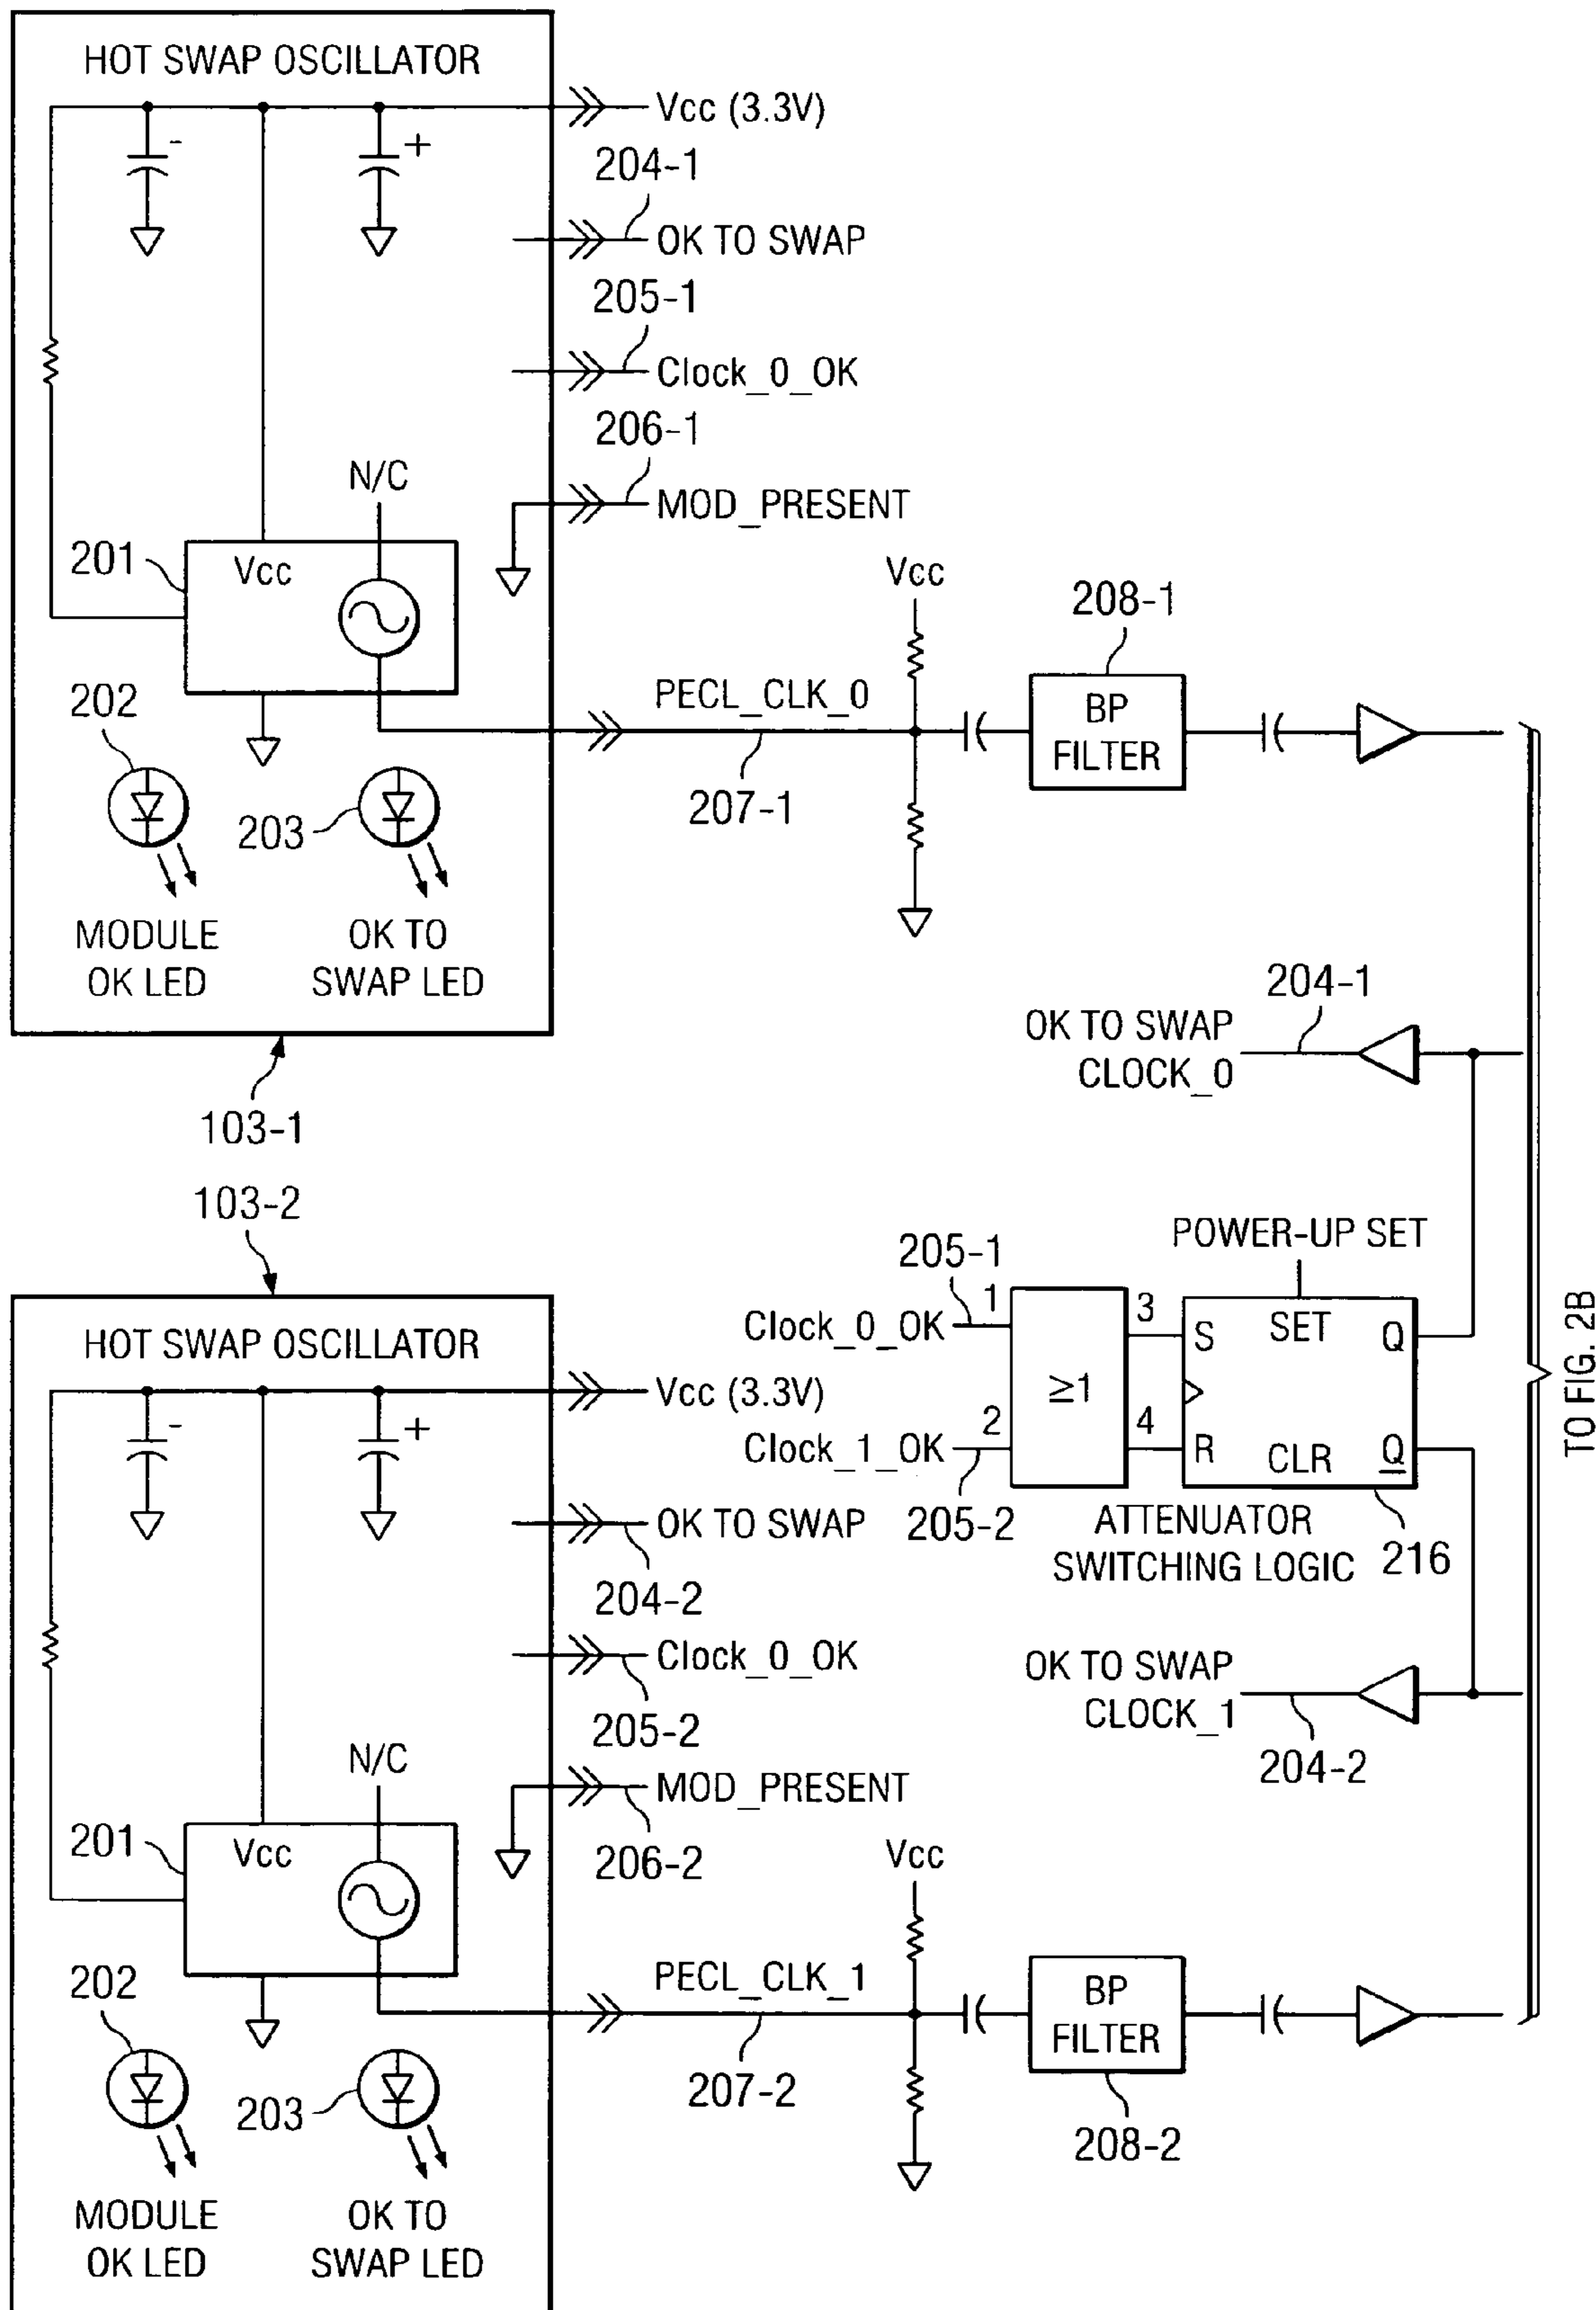 HOT SWAP OSCILLATOR
Vcc (3.3V)
-
+
204-1
OK TO SWAP
205-1
Clock_0_OK
206-1
MOD_PRESENT
N/C
201
Vcc
Vcc
208-1
202
PECL_CLK_0
BP
FILTER
207-1
203
MODULE
OK LED
OK TO
SWAP LED
103-1
204-1
OK TO SWAP
CLOCK_0
103-2
POWER-UP SET
205-1
Clock_0_OK
1
3
S
SET
Q
≥1
2
4
Clock_1_OK
R
CLR
Q
205-2
ATTENUATOR
SWITCHING LOGIC
216
TO FIG. 2B
OK TO SWAP
CLOCK_1
204-2
HOT SWAP OSCILLATOR
Vcc (3.3V)
-
+
OK TO SWAP
204-2
Clock_0_OK
205-2
N/C
MOD_PRESENT
206-2
201
Vcc
Vcc
202
PECL_CLK_1
BP
FILTER
207-2
203
208-2
MODULE
OK LED
OK TO
SWAP LED